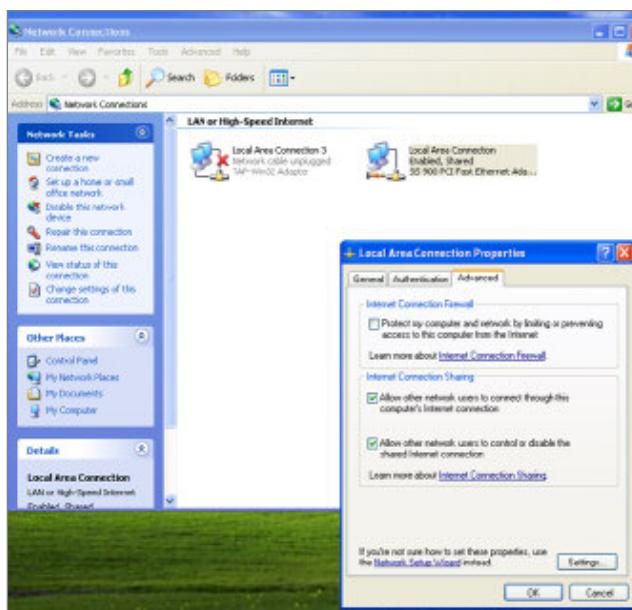 Network Connections
File Edit View Favorites Tools Advanced Help
Back Search Folders
Address Network Connections
LAN or High-Speed Internet
Network Tasks
Create a new
connection
Set up a home or small
office network
Disable this network
device
Repair this connection
Rename this connection
View status of this
connection
Change settings of this
connection
Other Places
Control Panel
My Network Places
My Documents
My Computer
Details
Local Area Connection
LAN or High-Speed Internet
Enabled, Shared
Local Area Connection 3
Network cable unplugged
TAP-Win32 Adapter
Local Area Connection
Enabled, Shared
SiS 900 PCI Fast Ethernet Ada...
Local Area Connection Properties
General Authentication Advanced
Internet Connection Firewall
Protect my computer and network by limiting or preventing
access to this computer from the Internet
Learn more about Internet Connection Firewall.
Internet Connection Sharing
Allow other network users to connect through this
computer's Internet connection
Allow other network users to control or disable the
shared Internet connection
Learn more about Internet Connection Sharing.
If you're not sure how to set these properties, use
the Network Setup Wizard instead.
Settings...
OK Cancel